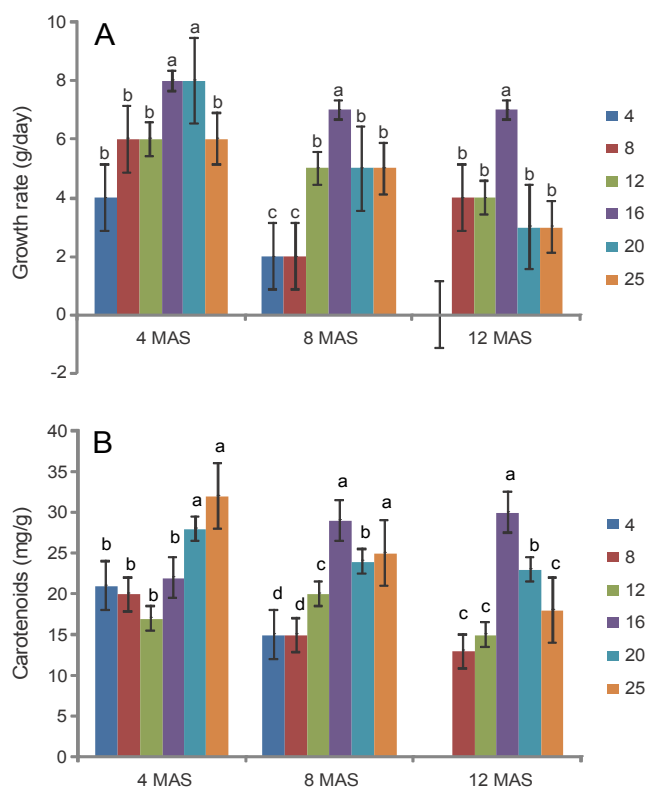 A
10
8
6
4
2
0
-2
Growth rate (g/day)
b b b a a b
c c b a b b
b b a b b
4 MAS 8 MAS 12 MAS
4
8
12
16
20
25
B
40
35
30
25
20
15
10
5
0
Carotenoids (mg/g)
b b b b a a
d d c a b a
c c a b c
4 MAS 8 MAS 12 MAS
4
8
12
16
20
25